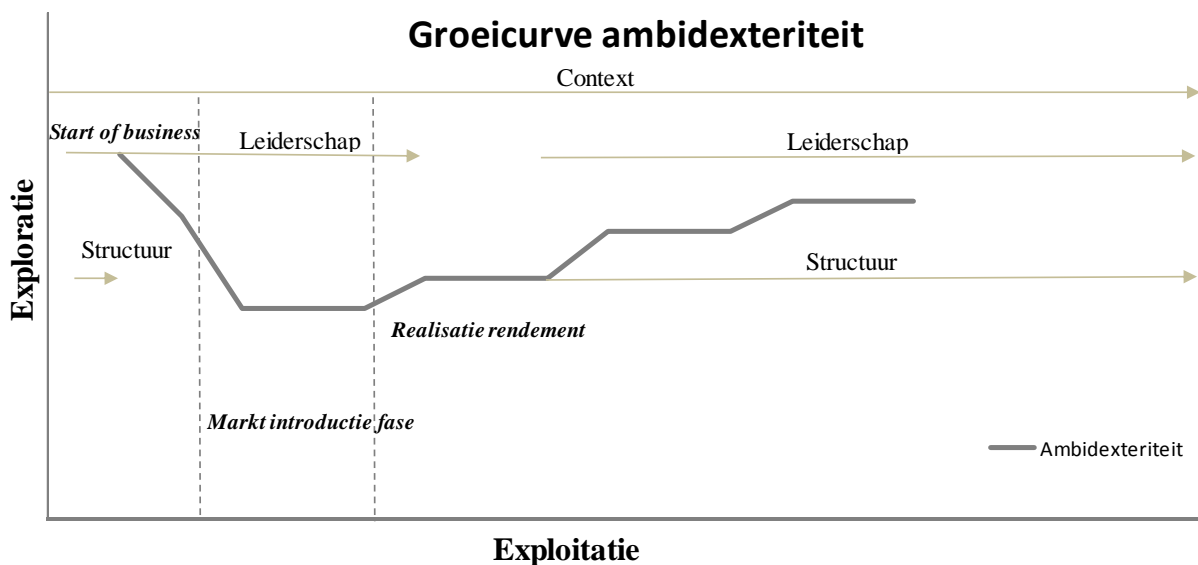 Groeicurve ambidexteriteit
Context
Start of business
Leiderschap
Leiderschap
Exploratie
Structuur
Structuur
Realisatie rendement
Markt introductie fase
Ambidexteriteit
Exploitatie